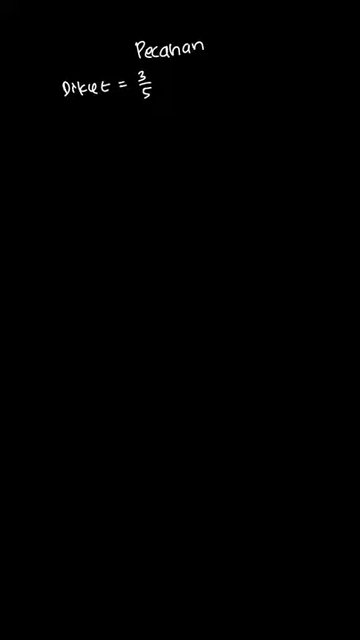 Pecahan
Diket = 3/5